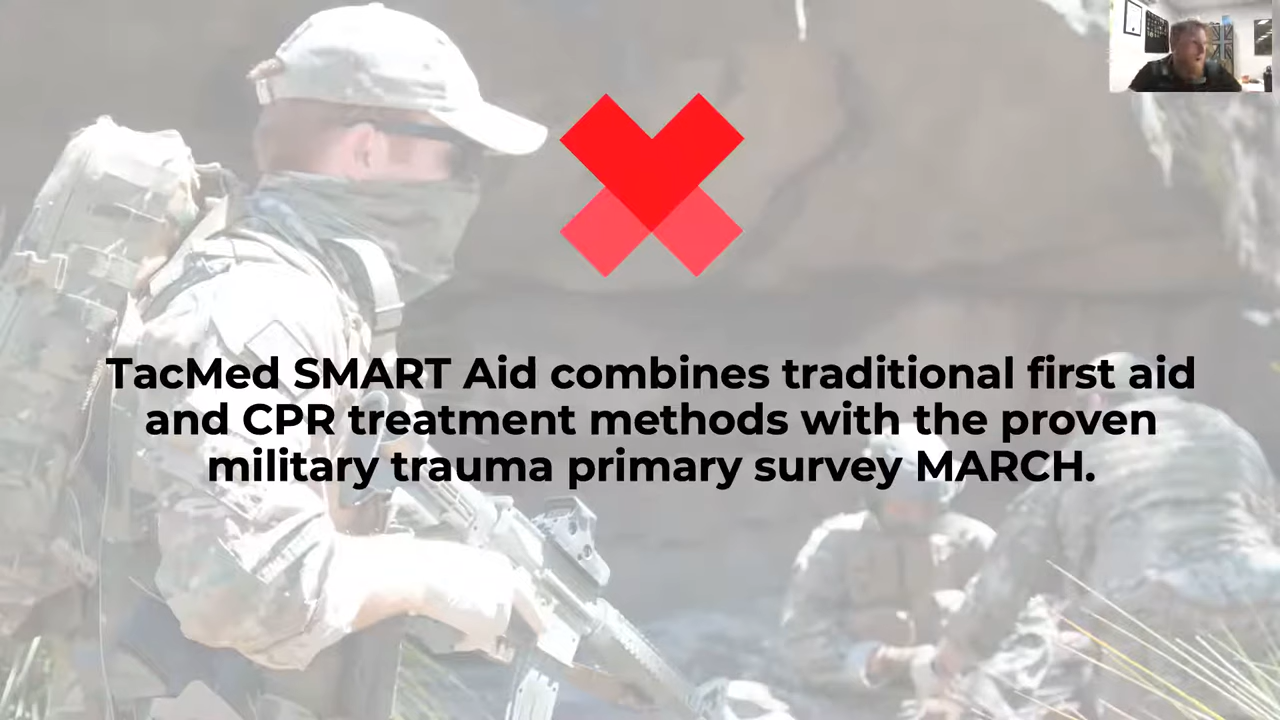 TacMed SMART Aid combines traditional first aid
and CPR treatment methods with the proven
military trauma primary survey MARCH.